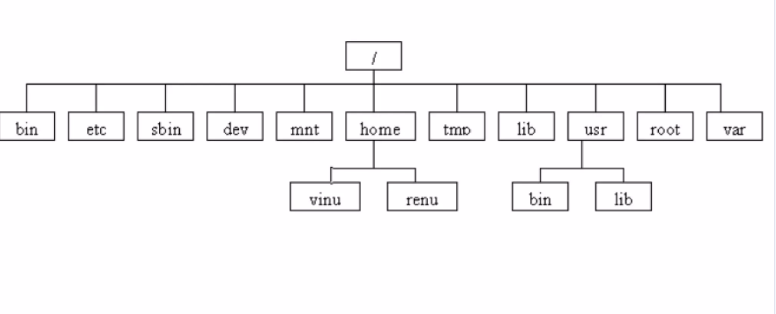 /
bin etc sbin dev mnt home tmp lib usr root var
vinu renu bin lib